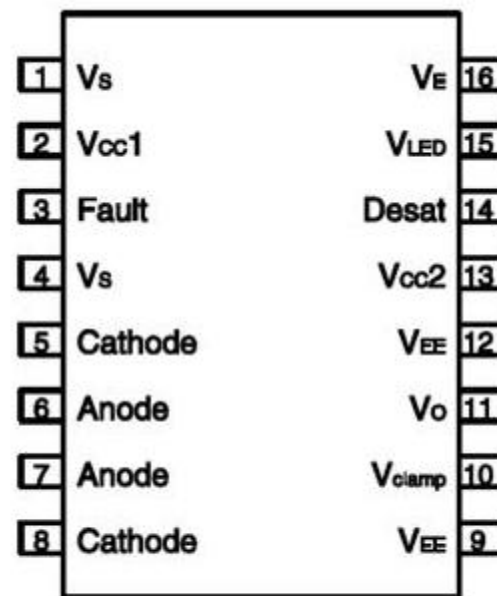 1 Vs VE 16
2 Vcc1 VLED 15
3 Fault Desat 14
4 Vs Vcc2 13
5 Cathode VEE 12
6 Anode Vo 11
7 Anode Vclamp 10
8 Cathode VEE 9